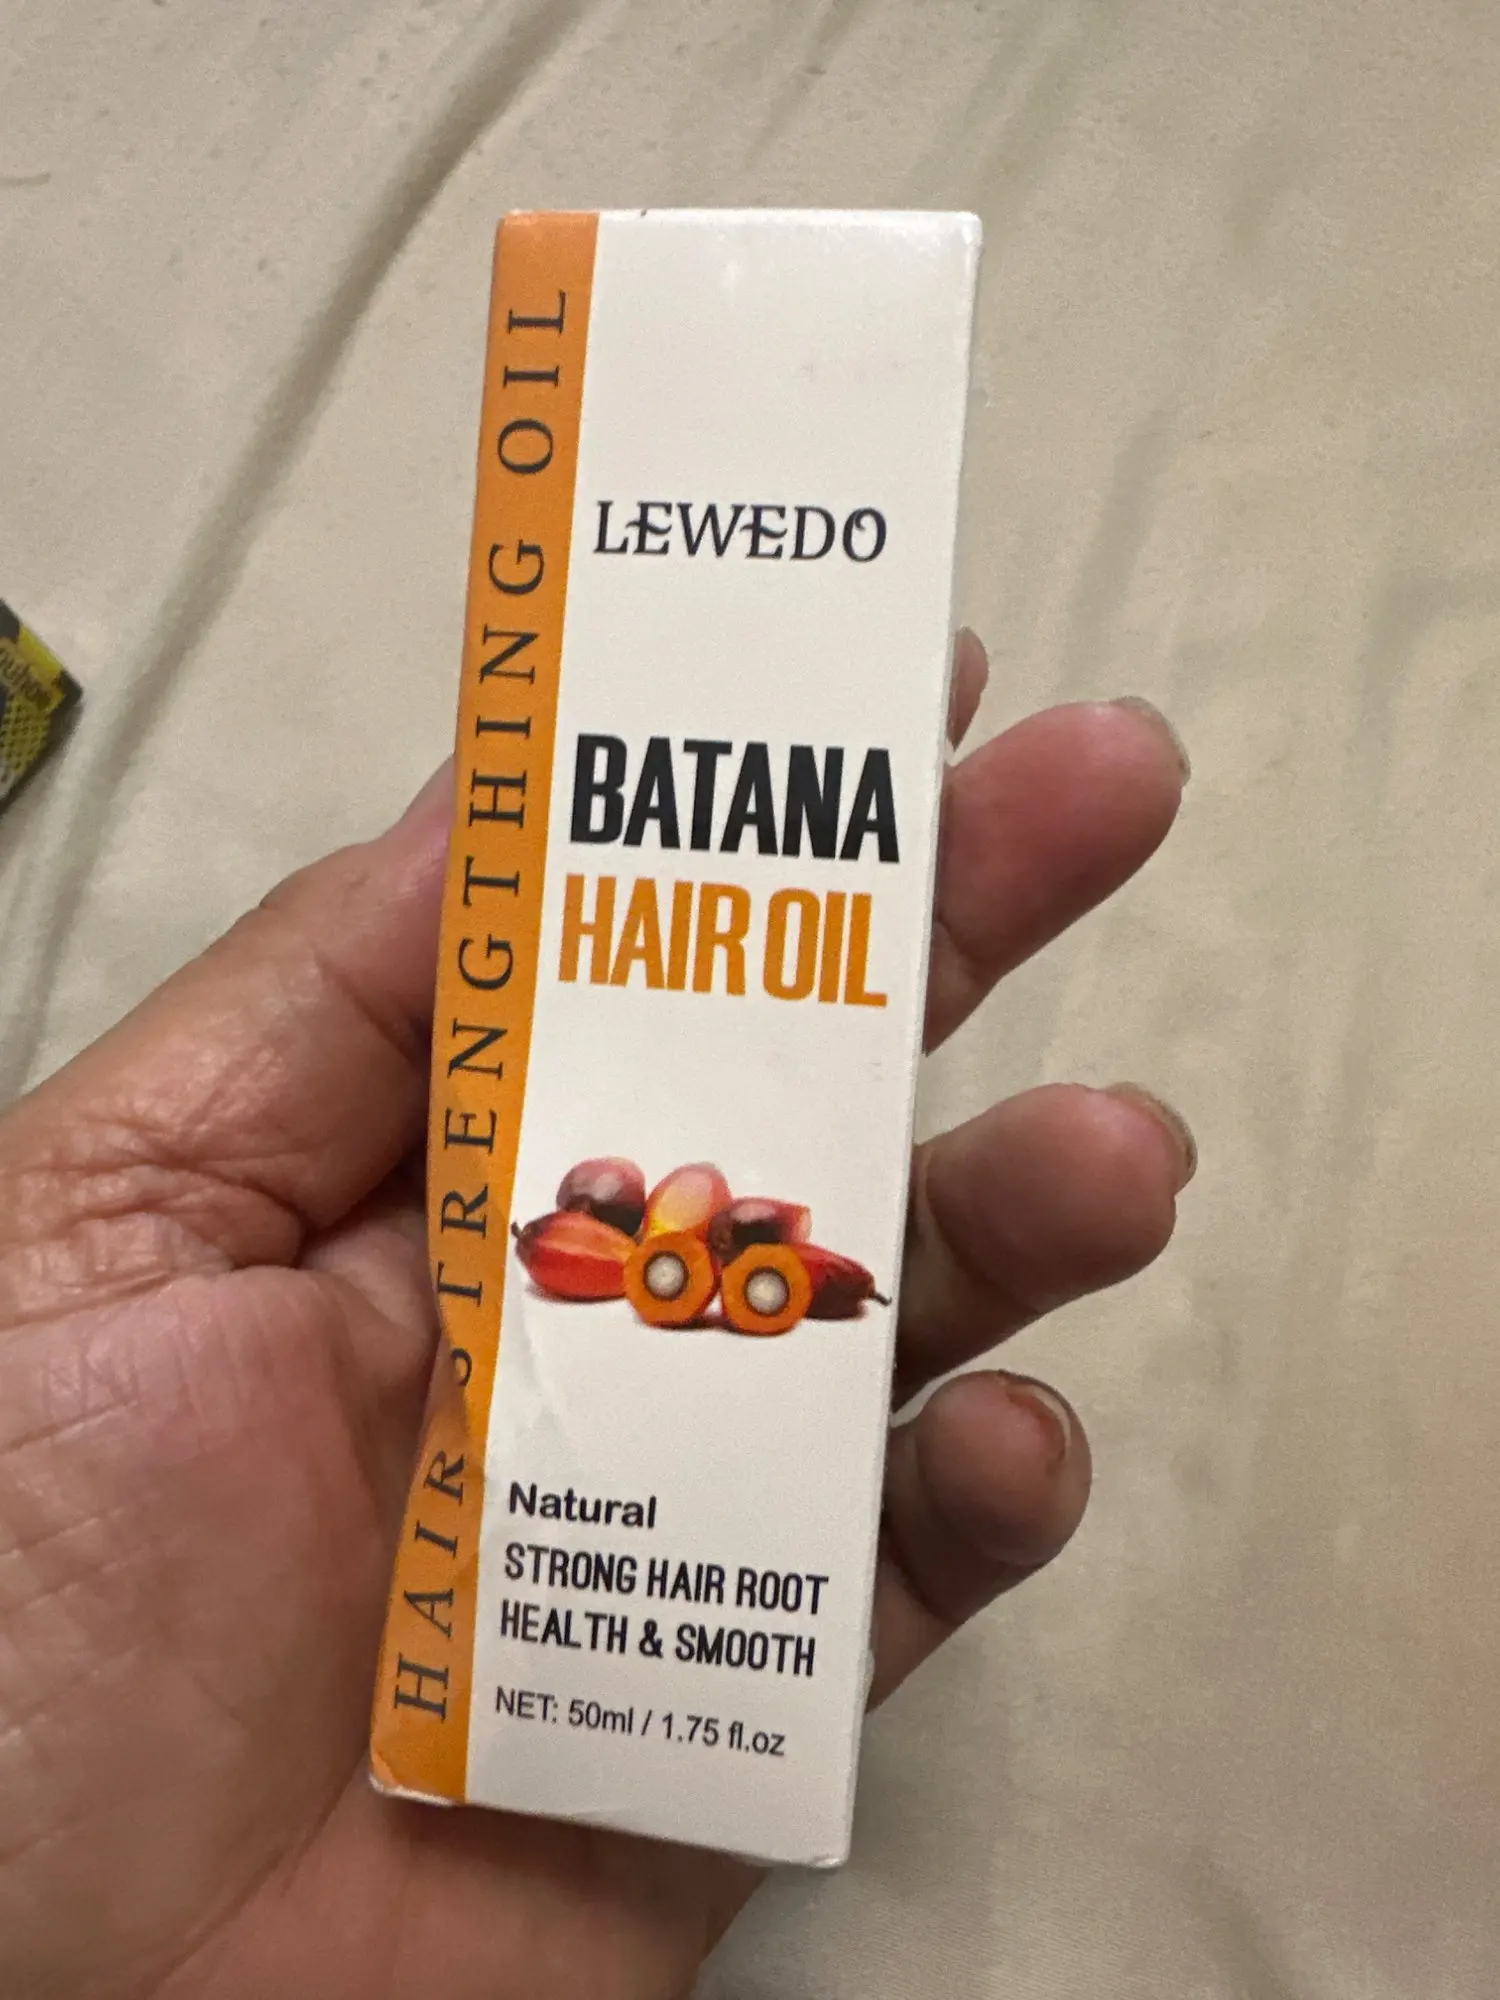 HAIR STRENGTHING OIL
LEWEDO
BATANA
HAIR OIL
Natural
STRONG HAIR ROOT
HEALTH & SMOOTH
NET: 50ml / 1.75 fl.oz